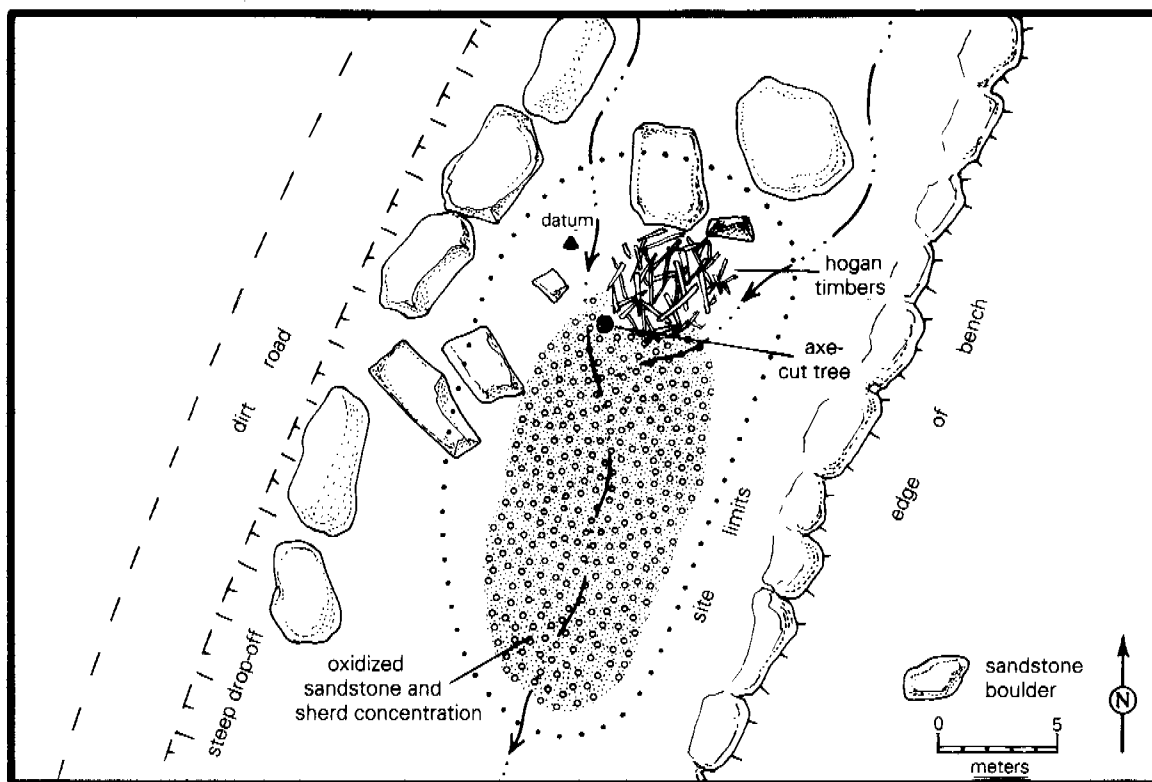 datum
hogan
timbers
axe-
cut tree
dirt road
steep drop-off
edge of bench
site limits
oxidized
sandstone and
sherd concentration
sandstone
boulder
N
0 5
meters